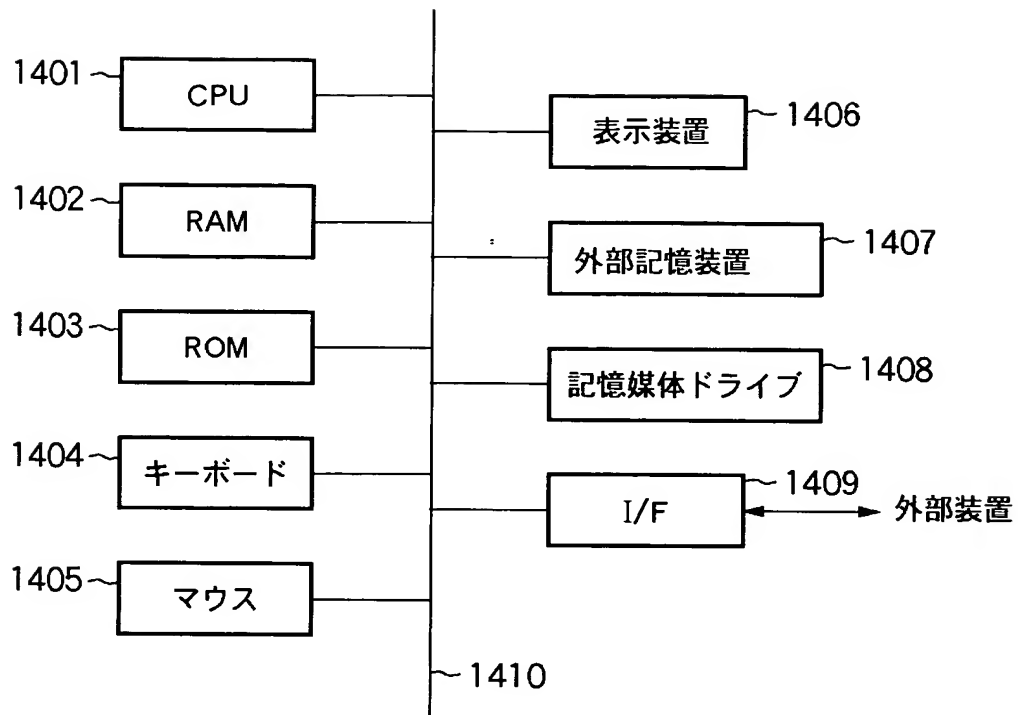 1401
CPU
1402
RAM
1403
ROM
1404
キーボード
1405
マウス
1406
表示装置
1407
外部記憶装置
1408
記憶媒体ドライブ
1409
I/F
外部装置
1410